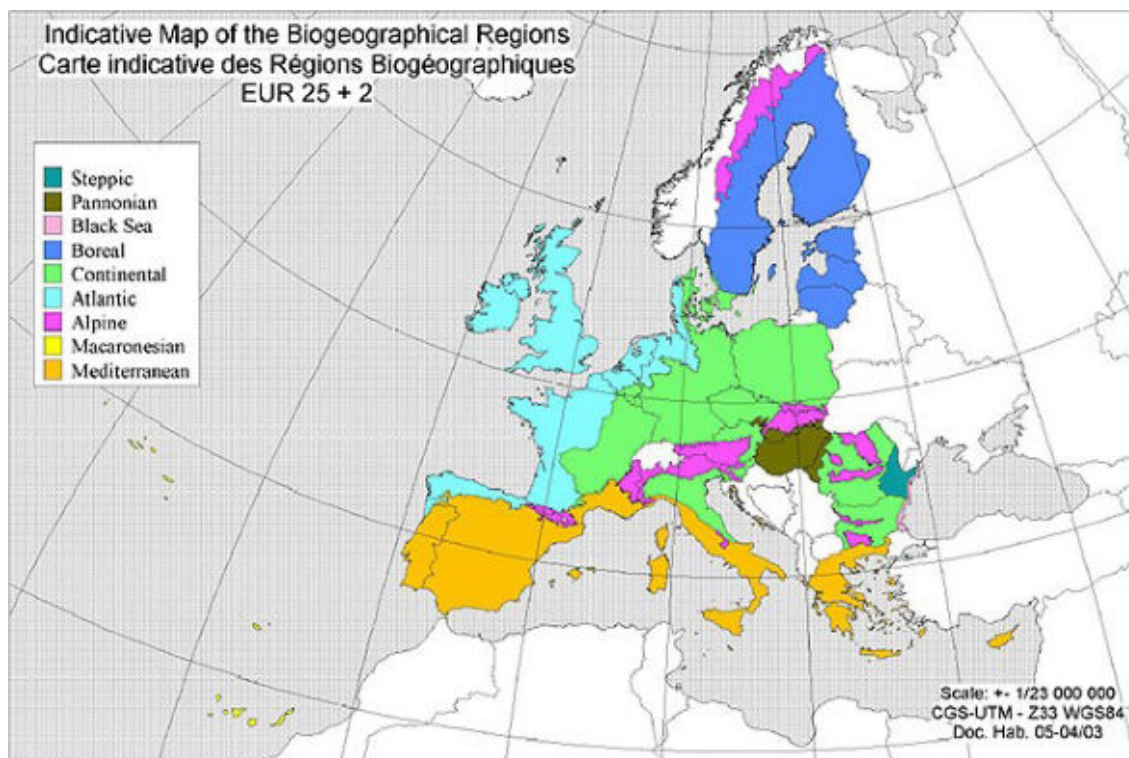 Indicative Map of the Biogeographical Regions
Carte indicative des Régions Biogéographiques
EUR 25 + 2
Steppic
Pannonian
Black Sea
Boreal
Continental
Atlantic
Alpine
Macaronesian
Mediterranean
Scale: +- 1/23 000 000
CGS-UTM - Z33 WGS84
Doc. Hab. 05-04/03